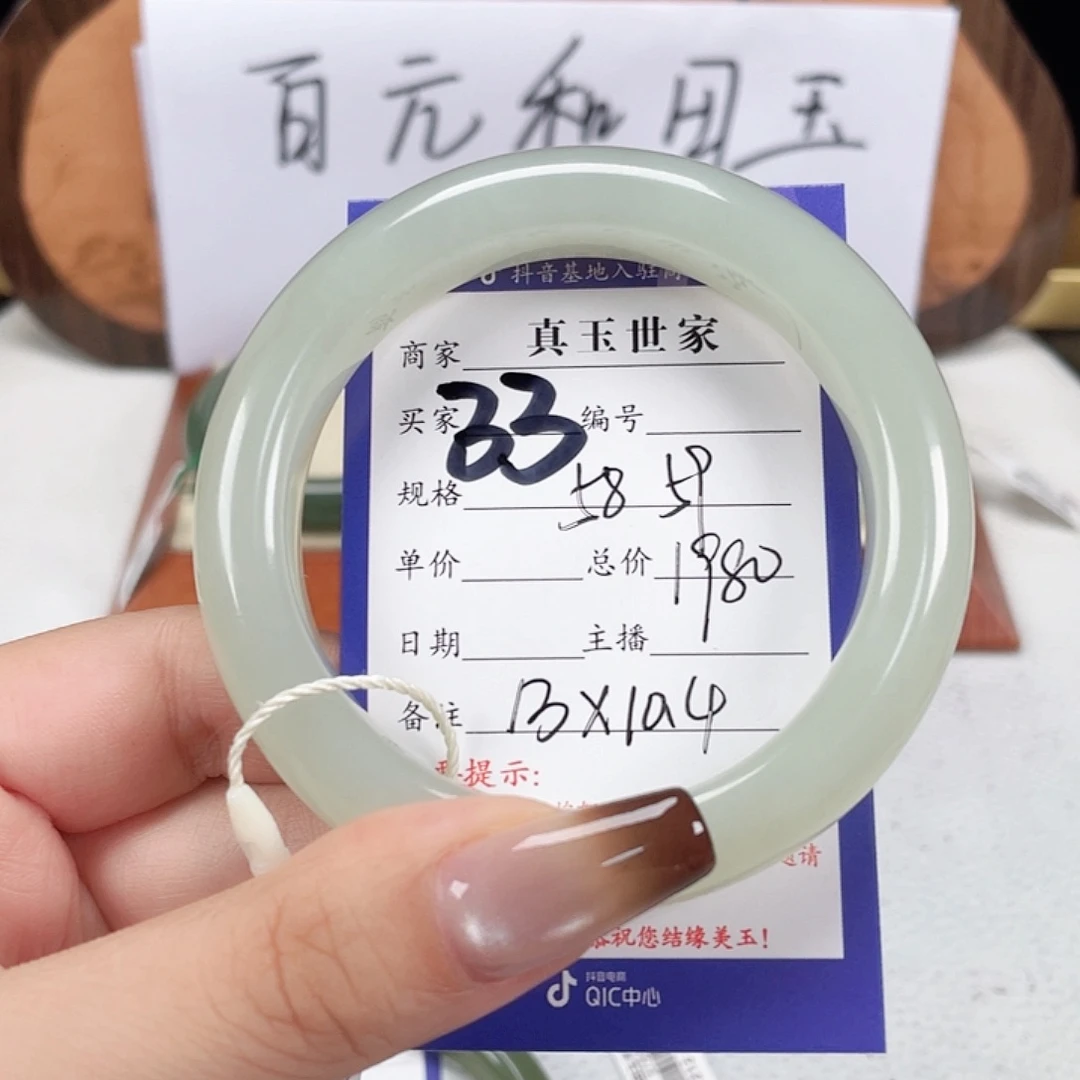 百元和田玉
抖音基地入驻商
商家 真玉世家
买家 33 编号
规格 58 59
单价 总价 1980
日期 主播
备注 13X10.4
提示:
恭祝您结缘美玉!
抖音电商
QIC中心